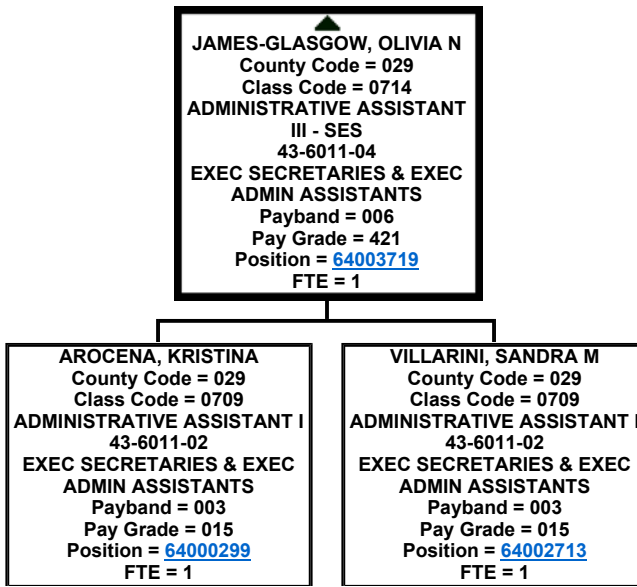 JAMES-GLASGOW, OLIVIA N
County Code = 029
Class Code = 0714
ADMINISTRATIVE ASSISTANT
III - SES
43-6011-04
EXEC SECRETARIES & EXEC
ADMIN ASSISTANTS
Payband = 006
Pay Grade = 421
Position = 64003719
FTE = 1
AROCENA, KRISTINA
County Code = 029
Class Code = 0709
ADMINISTRATIVE ASSISTANT I
43-6011-02
EXEC SECRETARIES & EXEC
ADMIN ASSISTANTS
Payband = 003
Pay Grade = 015
Position = 64000299
FTE = 1
VILLARINI, SANDRA M
County Code = 029
Class Code = 0709
ADMINISTRATIVE ASSISTANT I
43-6011-02
EXEC SECRETARIES & EXEC
ADMIN ASSISTANTS
Payband = 003
Pay Grade = 015
Position = 64002713
FTE = 1